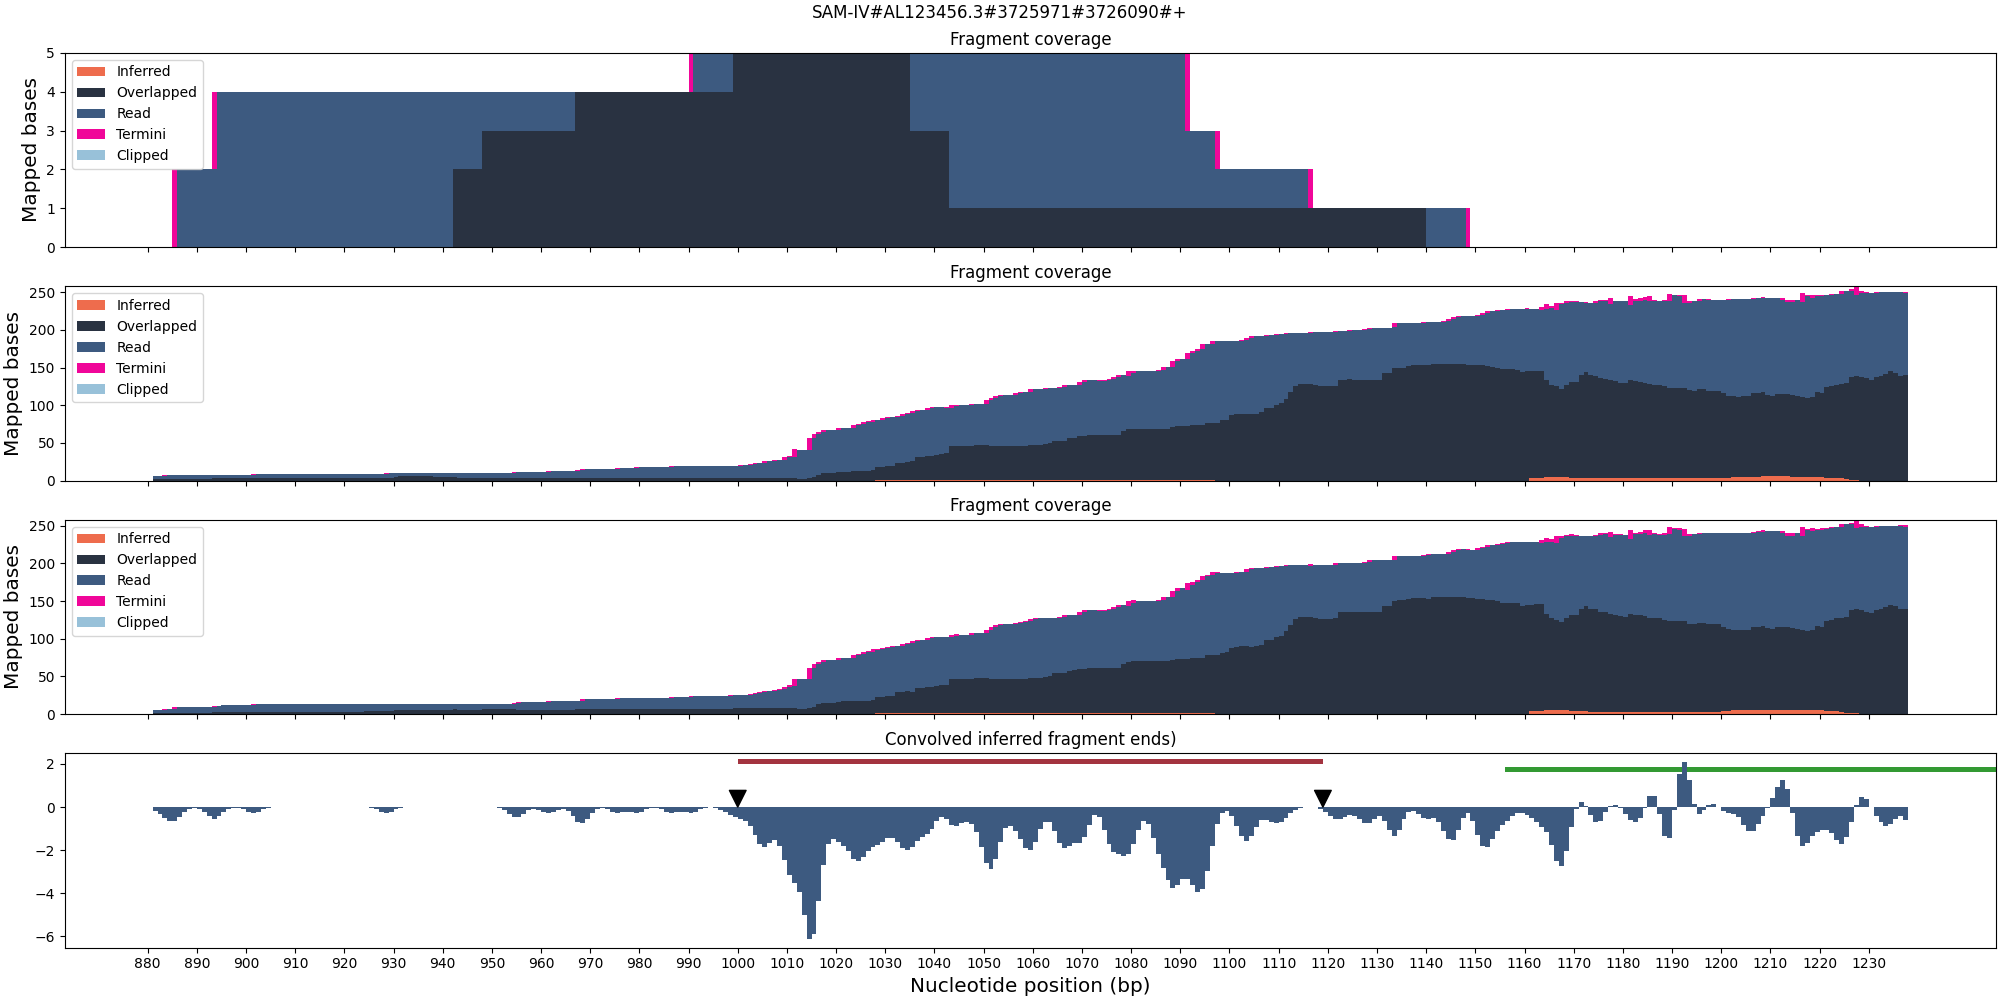 SAM-IV#AL123456.3#3725971#3726090#+
Fragment coverage
Mapped bases
5
4
3
2
1
0
Inferred
Overlapped
Read
Termini
Clipped
Fragment coverage
Mapped bases
250
200
150
100
50
0
Inferred
Overlapped
Read
Termini
Clipped
Fragment coverage
Mapped bases
250
200
150
100
50
0
Inferred
Overlapped
Read
Termini
Clipped
Convolved inferred fragment ends)
2
0
−2
−4
−6
880 890 900 910 920 930 940 950 960 970 980 990 1000 1010 1020 1030 1040 1050 1060 1070 1080 1090 1100 1110 1120 1130 1140 1150 1160 1170 1180 1190 1200 1210 1220 1230
Nucleotide position (bp)